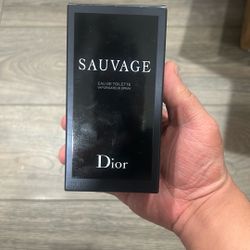 SAUVAGE
EAU DE TOILETTE
VAPORISATEUR SPRAY
Dior